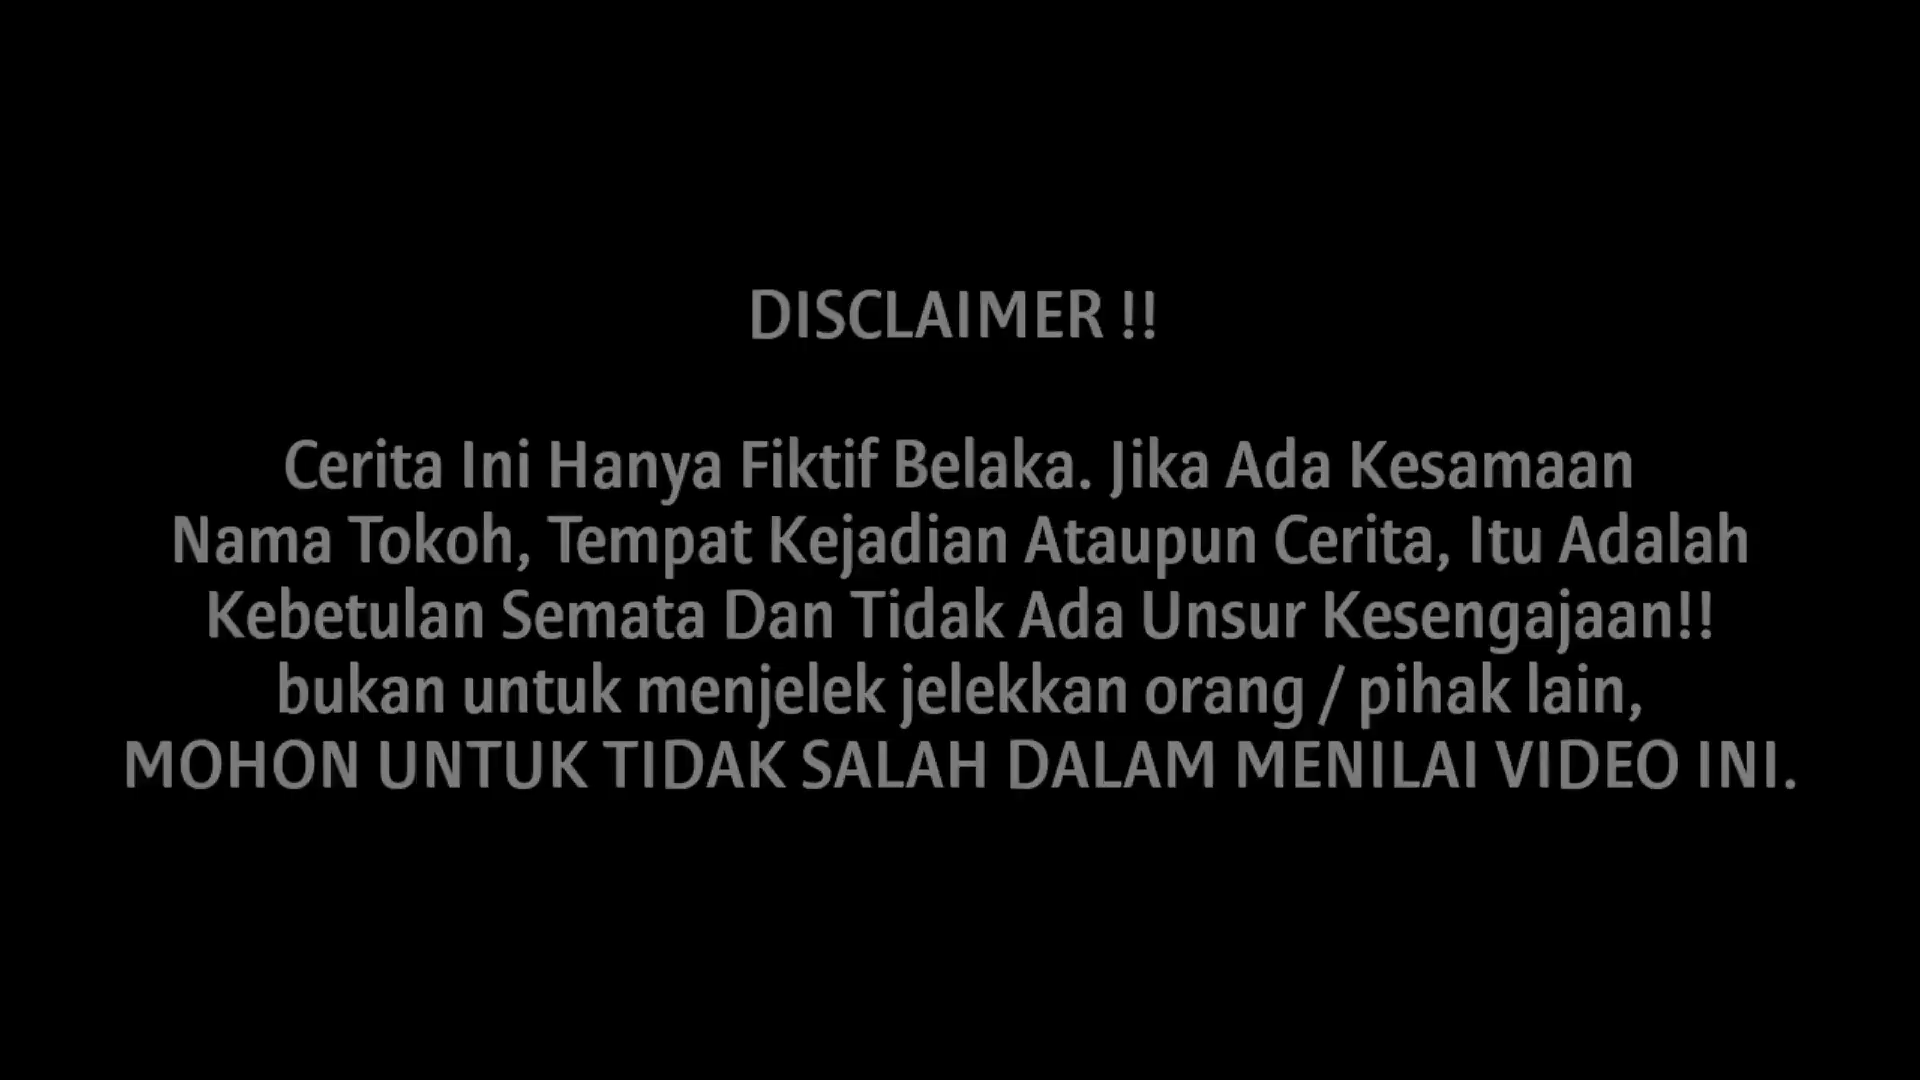 DISCLAIMER !!
Cerita Ini Hanya Fiktif Belaka. Jika Ada Kesamaan
Nama Tokoh, Tempat Kejadian Ataupun Cerita, Itu Adalah
Kebetulan Semata Dan Tidak Ada Unsur Kesengajaan!!
bukan untuk menjelek jelekkan orang / pihak lain,
MOHON UNTUK TIDAK SALAH DALAM MENILAI VIDEO INI.